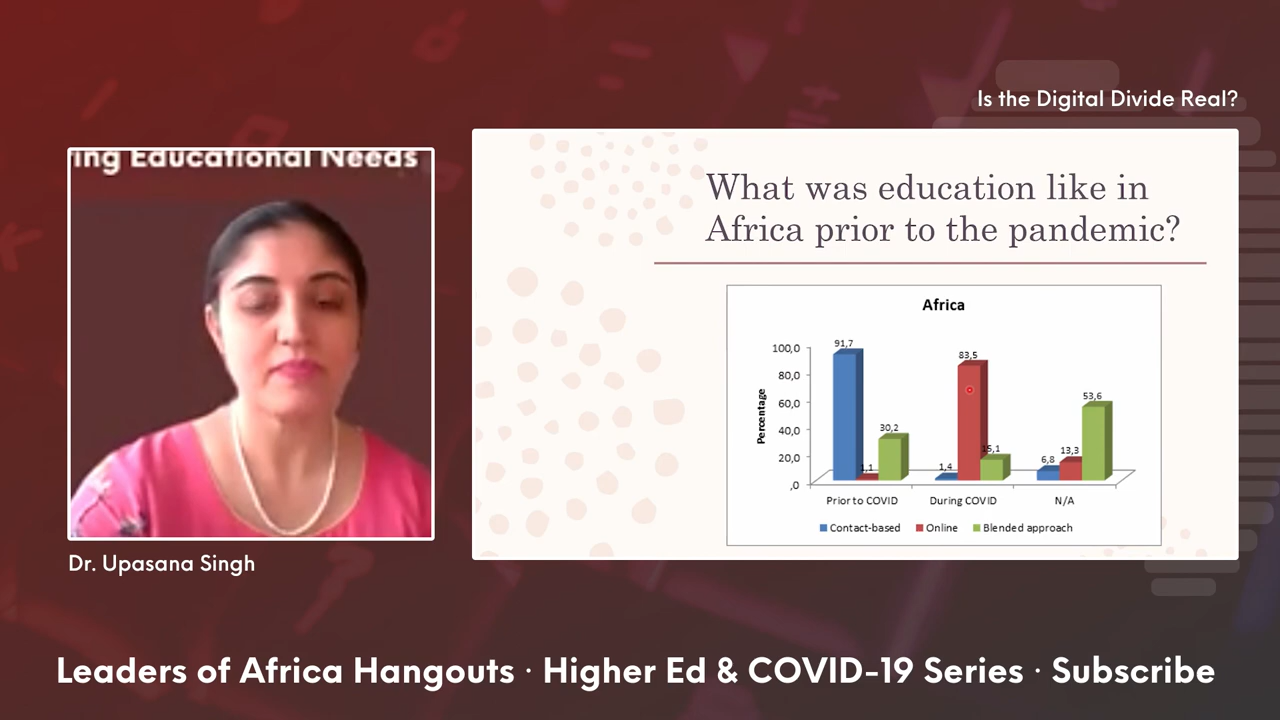 Is the Digital Divide Real?
ing Educational Needs
What was education like in
Africa prior to the pandemic?
Africa
Percentage
100,0
80,0
60,0
40,0
20,0
,0
91,7
1,1
30,2
1,4
83,5
15,1
6,8
13,3
53,6
Prior to COVID
During COVID
N/A
Contact-based
Online
Blended approach
Dr. Upasana Singh
Leaders of Africa Hangouts · Higher Ed & COVID-19 Series · Subscribe